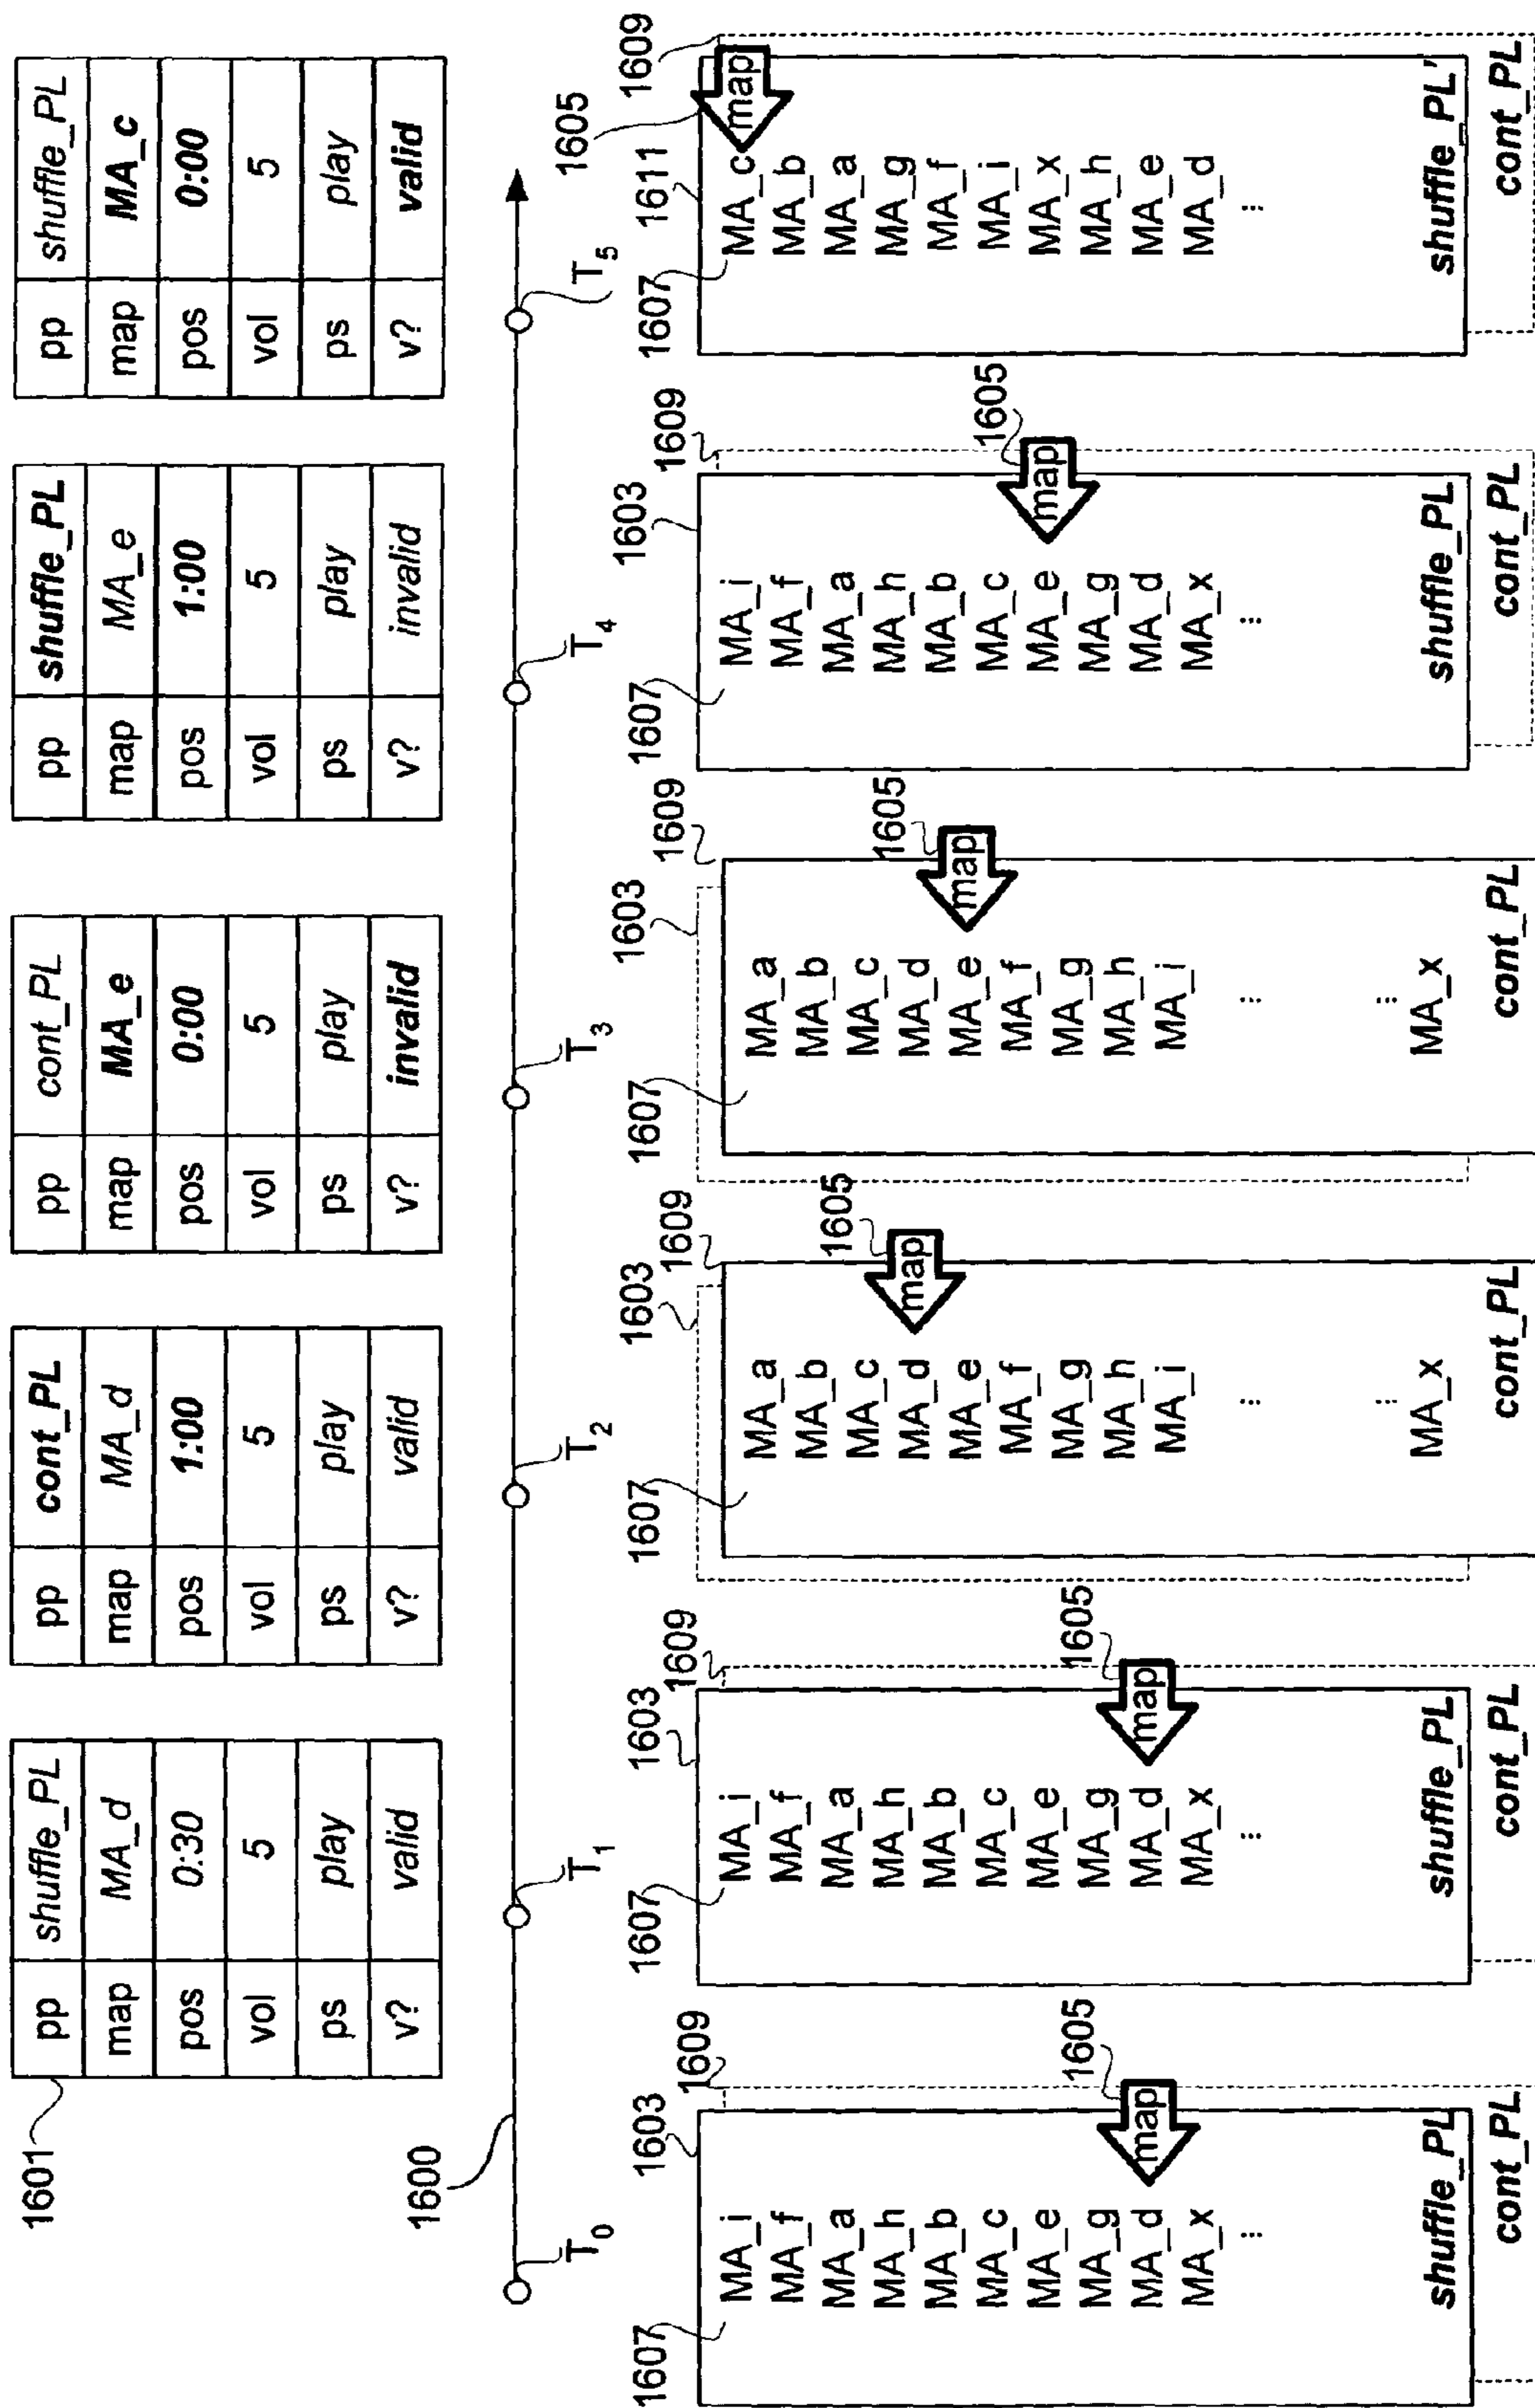 1601
pp shuffle_PL
map MA_d
pos 0:30
vol 5
ps play
v? valid
pp cont_PL
map MA_d
pos 1:00
vol 5
ps play
v? valid
pp cont_PL
map MA_e
pos 0:00
vol 5
ps play
v? invalid
pp shuffle_PL
map MA_e
pos 1:00
vol 5
ps play
v? invalid
pp shuffle_PL
map MA_c
pos 0:00
vol 5
ps play
v? valid
1600
T0
T1
T2
T3
T4
T5
1607
1603
1609
1605
map
MA_i
MA_f
MA_a
MA_h
MA_b
MA_c
MA_e
MA_g
MA_d
MA_x
...
shuffle_PL
cont_PL
1607
1603
1609
1605
map
MA_i
MA_f
MA_a
MA_h
MA_b
MA_c
MA_e
MA_g
MA_d
MA_x
...
shuffle_PL
cont_PL
1607
1603
1609
1605
map
MA_a
MA_b
MA_c
MA_d
MA_e
MA_f
MA_g
MA_h
MA_i
...
...
MA_x
cont_PL
1607
1603
1609
1605
map
MA_a
MA_b
MA_c
MA_d
MA_e
MA_f
MA_g
MA_h
MA_i
...
...
MA_x
cont_PL
1607
1603
1609
1605
map
MA_i
MA_f
MA_a
MA_h
MA_b
MA_c
MA_e
MA_g
MA_d
MA_x
...
shuffle_PL
cont_PL
1607
1611
1605
1609
map
MA_c
MA_b
MA_a
MA_g
MA_f
MA_i
MA_x
MA_h
MA_e
MA_d
...
shuffle_PL'
cont_PL